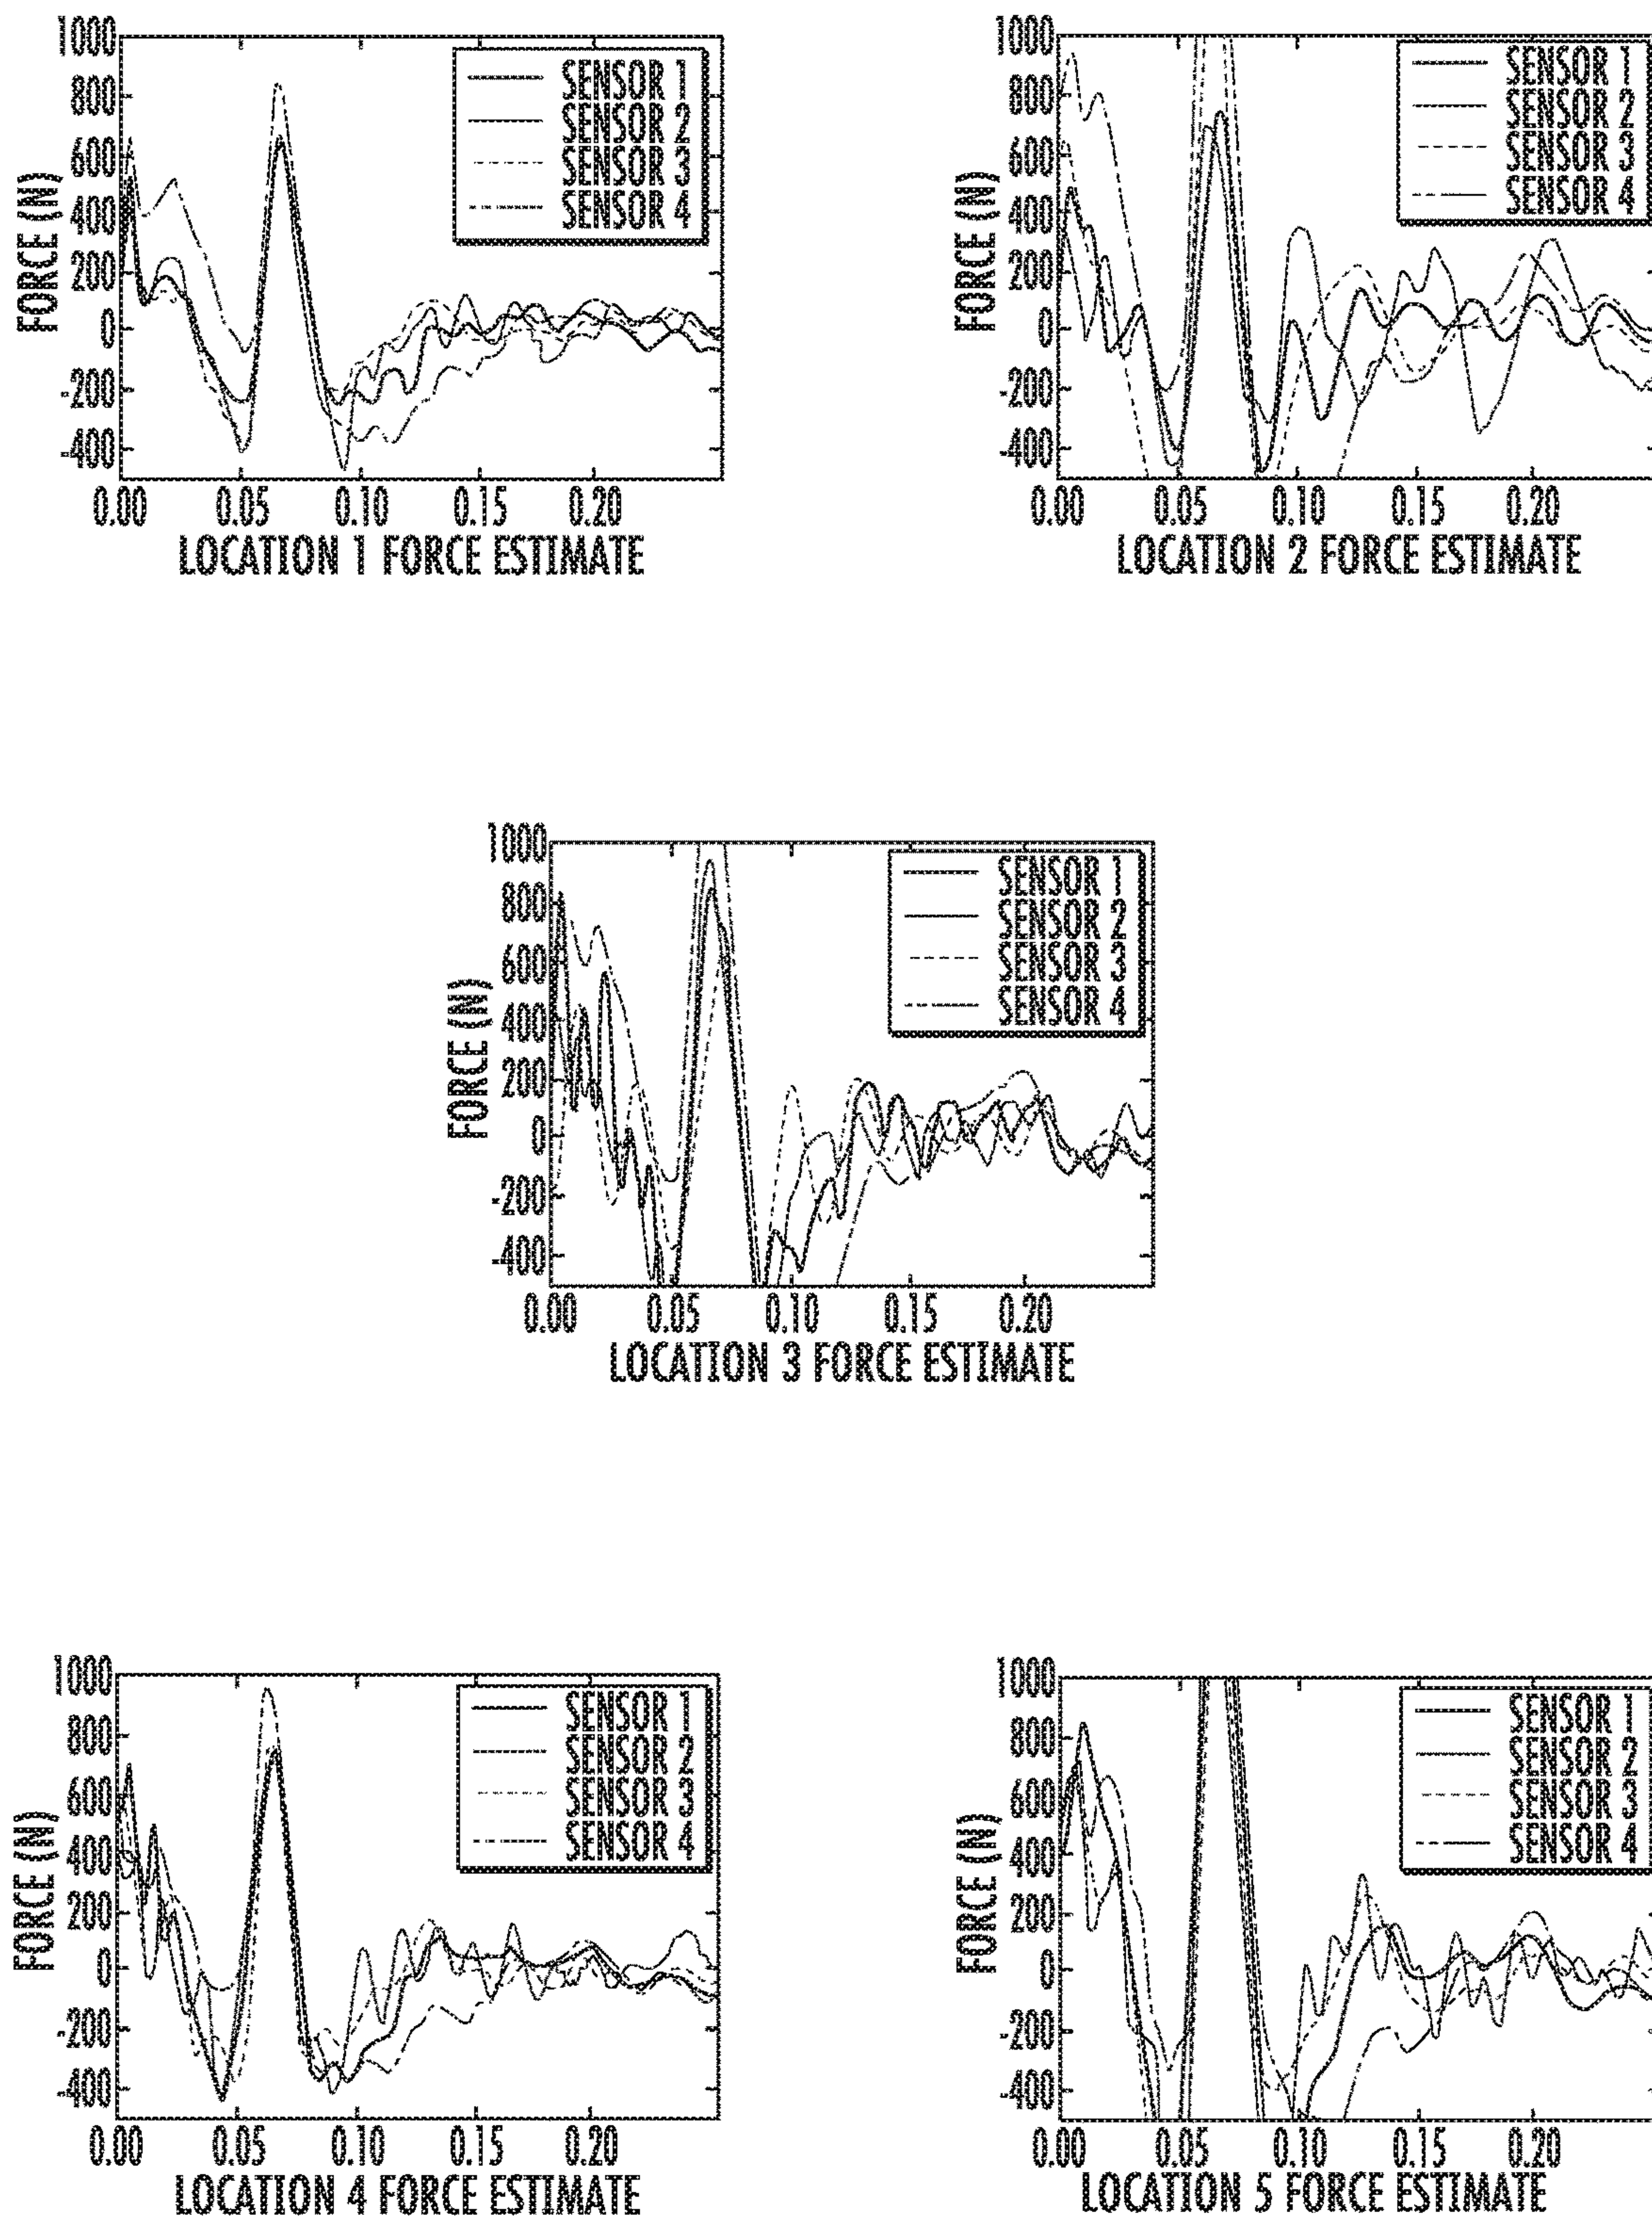 1000
800
600
400
200
0
-200
-400
FORCE (N)
SENSOR 1
SENSOR 2
SENSOR 3
SENSOR 4
0.00 0.05 0.10 0.15 0.20
LOCATION 1 FORCE ESTIMATE
1000
800
600
400
200
0
-200
-400
FORCE (N)
SENSOR 1
SENSOR 2
SENSOR 3
SENSOR 4
0.00 0.05 0.10 0.15 0.20
LOCATION 2 FORCE ESTIMATE
1000
800
600
400
200
0
-200
-400
FORCE (N)
SENSOR 1
SENSOR 2
SENSOR 3
SENSOR 4
0.00 0.05 0.10 0.15 0.20
LOCATION 3 FORCE ESTIMATE
1000
800
600
400
200
0
-200
-400
FORCE (N)
SENSOR 1
SENSOR 2
SENSOR 3
SENSOR 4
0.00 0.05 0.10 0.15 0.20
LOCATION 4 FORCE ESTIMATE
1000
800
600
400
200
0
-200
-400
FORCE (N)
SENSOR 1
SENSOR 2
SENSOR 3
SENSOR 4
0.00 0.05 0.10 0.15 0.20
LOCATION 5 FORCE ESTIMATE